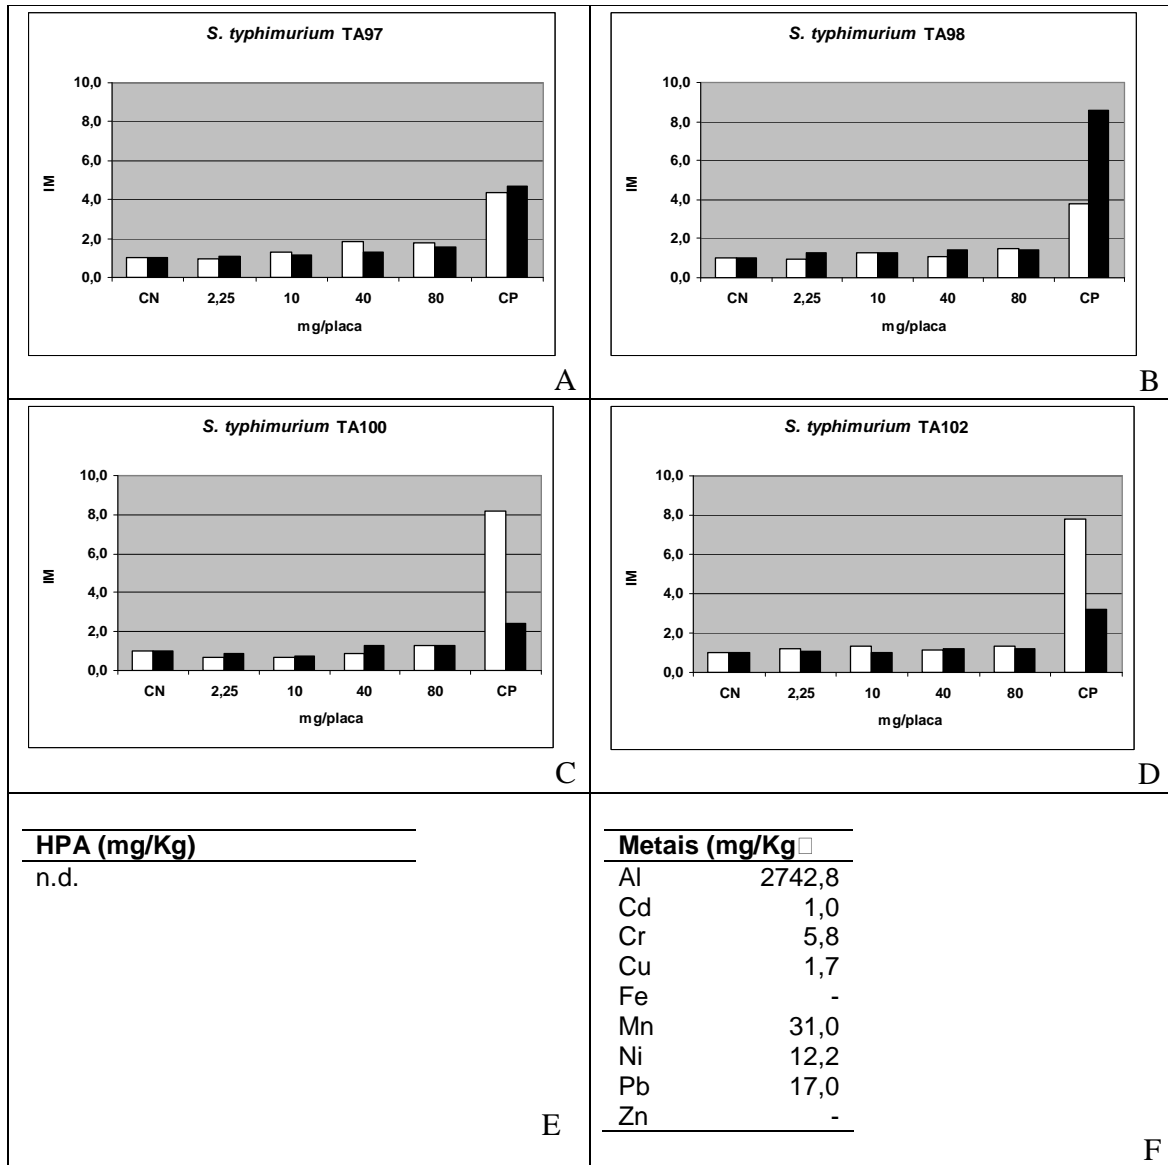 S. typhimurium TA97
10,0
8,0
6,0
4,0
2,0
0,0
IM
CN 2,25 10 40 80 CP
mg/placa
A
S. typhimurium TA98
10,0
8,0
6,0
4,0
2,0
0,0
IM
CN 2,25 10 40 80 CP
mg/placa
B
S. typhimurium TA100
10,0
8,0
6,0
4,0
2,0
0,0
IM
CN 2,25 10 40 80 CP
mg/placa
C
S. typhimurium TA102
10,0
8,0
6,0
4,0
2,0
0,0
IM
CN 2,25 10 40 80 CP
mg/placa
D
HPA (mg/Kg)
n.d.
E
Metais (mg/Kg□
Al 2742,8
Cd 1,0
Cr 5,8
Cu 1,7
Fe -
Mn 31,0
Ni 12,2
Pb 17,0
Zn -
F